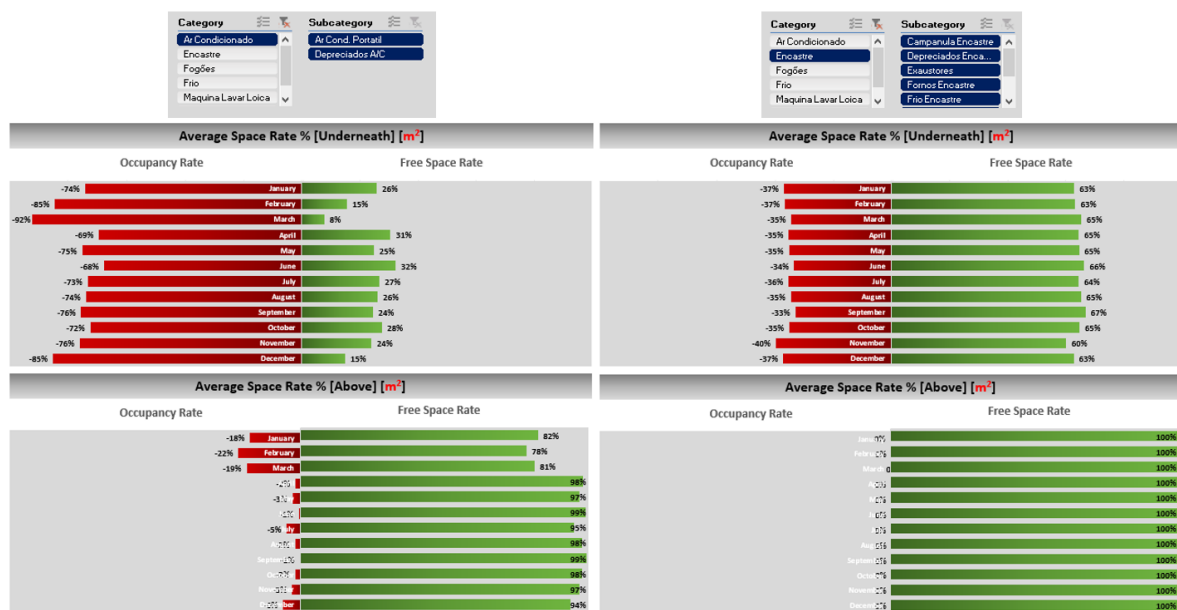 Category Subcategory
Ar Condicionado Ar Cond. Portatil
Encastre Depreciados A/C
Fogões
Frio
Maquina Lavar Loica
Category Subcategory
Ar Condicionado Campanula Encastre
Encastre Depreciados Enca...
Fogões Exaustores
Frio Fornos Encastre
Maquina Lavar Loica Frio Encastre
Average Space Rate % [Underneath] [m²]
Occupancy Rate Free Space Rate
-74% January 26%
-85% February 15%
-92% March 8%
-69% April 31%
-75% May 25%
-68% June 32%
-73% July 27%
-74% August 26%
-76% September 24%
-72% October 28%
-76% November 24%
-85% December 15%
Average Space Rate % [Underneath] [m²]
Occupancy Rate Free Space Rate
-37% January 63%
-37% February 63%
-35% March 65%
-35% April 65%
-35% May 65%
-34% June 66%
-36% July 64%
-35% August 65%
-33% September 67%
-35% October 65%
-40% November 60%
-37% December 63%
Average Space Rate % [Above] [m²]
Occupancy Rate Free Space Rate
-18% January 82%
-22% February 78%
-19% March 81%
98%
97%
99%
-5% July 95%
98%
99%
98%
97%
94%
Average Space Rate % [Above] [m²]
Occupancy Rate Free Space Rate
100%
100%
March 100%
100%
100%
100%
100%
100%
100%
100%
100%
100%